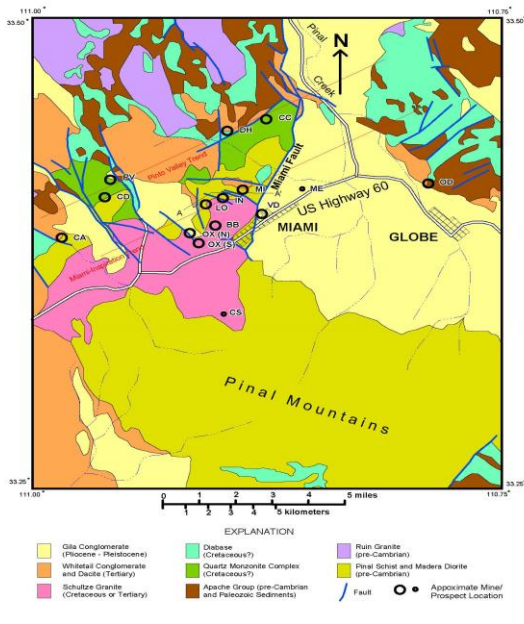 111.00° 110.75°
33.50° 33.50°
N
Pinal
Creek
CC
DH
Pinto Valley Trend
Miami Fault
PV
CD
MI
A'
ME
OD
IN
LO
US Highway 60
VD
A
BB
MIAMI
GLOBE
CA
OX (N)
OX (S)
CS
Pinal Mountains
33.25° 33.25°
111.00 110.75
0 1 2 3 4 5 miles
1 2 3 4 5 kilometers
EXPLANATION
Gila Conglomerate
(Pliocene - Pleistocene)
Whitetail Conglomerate
and Dacite (Tertiary)
Schultze Granite
(Cretaceous or Tertiary)
Diabase
(Cretaceous?)
Quartz Monzonite Complex
(Cretaceous?)
Apache Group (pre-Cambrian
and Paleozoic Sediments)
Ruin Granite
(pre-Cambrian)
Pinal Schist and Madera Diorite
(pre-Cambrian)
Fault
Approximate Mine/
Prospect Location